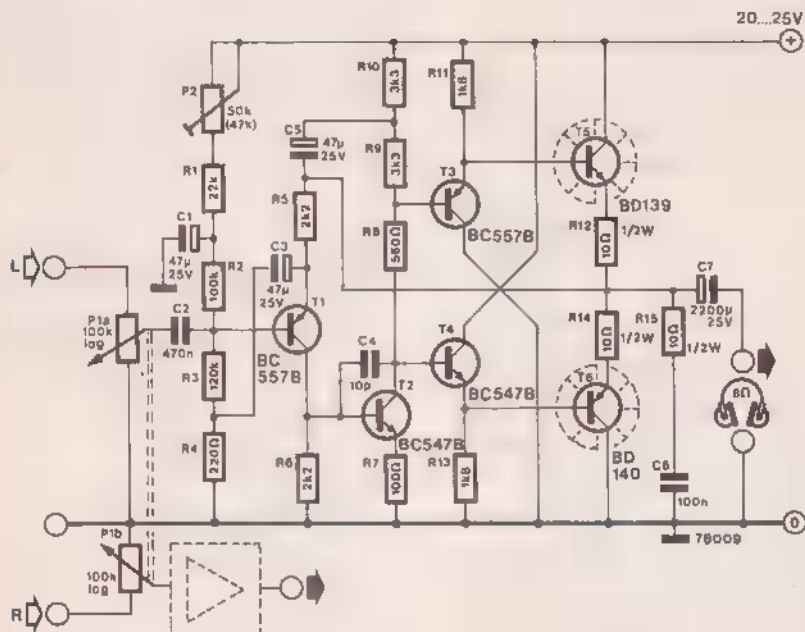 20....25V
+
R10
3k3
R11
1k8
P2
50k
(47k)
C5
47µ
25V
R9
3k3
T5
BD139
R1
22k
R5
2k2
T3
BC557B
R8
560Ω
R12
10Ω
1/2W
C1
47µ
25V
L
R2
100k
C3
47µ
25V
T1
BC
557B
C7
2200µ
25V
P1a
100k
log
C2
470n
R14
10Ω
1/2W
R15
10Ω
1/2W
T4
BC547B
C4
10p
R3
120k
8Ω
T6
BD
140
T2
BC547B
R4
220Ω
R6
2k2
R7
100Ω
R13
1k8
C6
100n
0
78009
P1b
100k
log
R